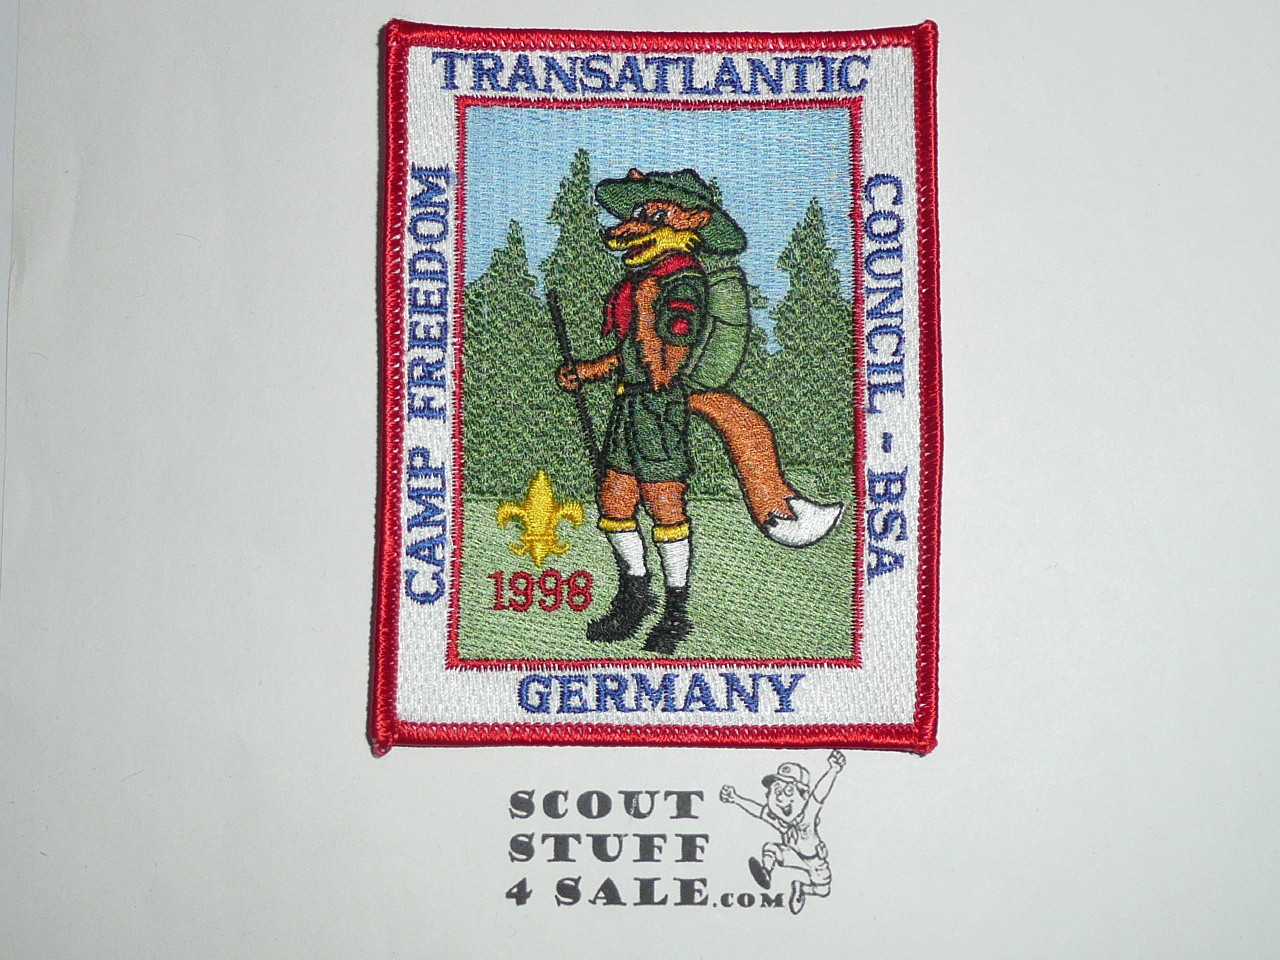 TRANSATLANTIC
COUNCIL - BSA
CAMP FREEDOM
1998
GERMANY
SCOUT
STUFF
4 SALE.COM